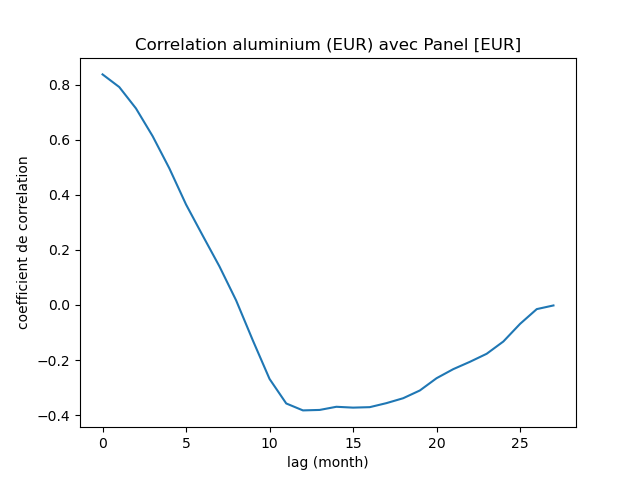 Correlation aluminium (EUR) avec Panel [EUR]
coefficient de correlation
0.8
0.6
0.4
0.2
0.0
−0.2
−0.4
0 5 10 15 20 25
lag (month)